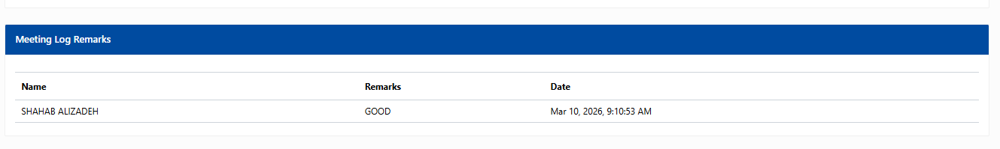 Meeting Log Remarks
Name Remarks Date
SHAHAB ALIZADEH GOOD Mar 10, 2026, 9:10:53 AM